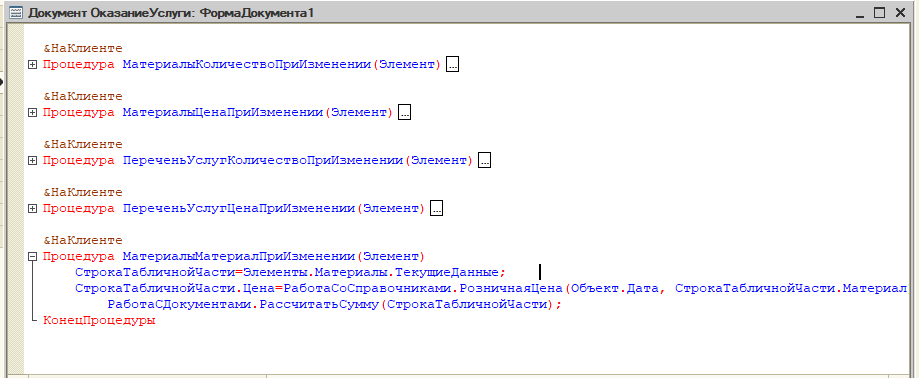 Документ ОказаниеУслуги: ФормаДокумента1
&НаКлиенте
Процедура МатериалыКоличествоПриИзменении(Элемент) ...
&НаКлиенте
Процедура МатериалыЦенаПриИзменении(Элемент) ...
&НаКлиенте
Процедура ПереченьУслугКоличествоПриИзменении(Элемент) ...
&НаКлиенте
Процедура ПереченьУслугЦенаПриИзменении(Элемент) ...
&НаКлиенте
Процедура МатериалыМатериалПриИзменении(Элемент)
СтрокаТабличнойЧасти=Элементы.Материалы.ТекущиеДанные;
СтрокаТабличнойЧасти.Цена=РаботаСоСправочниками.РозничнаяЦена(Объект.Дата, СтрокаТабличнойЧасти.Материал
РаботаСДокументами.РассчитатьСумму(СтрокаТабличнойЧасти);
КонецПроцедуры